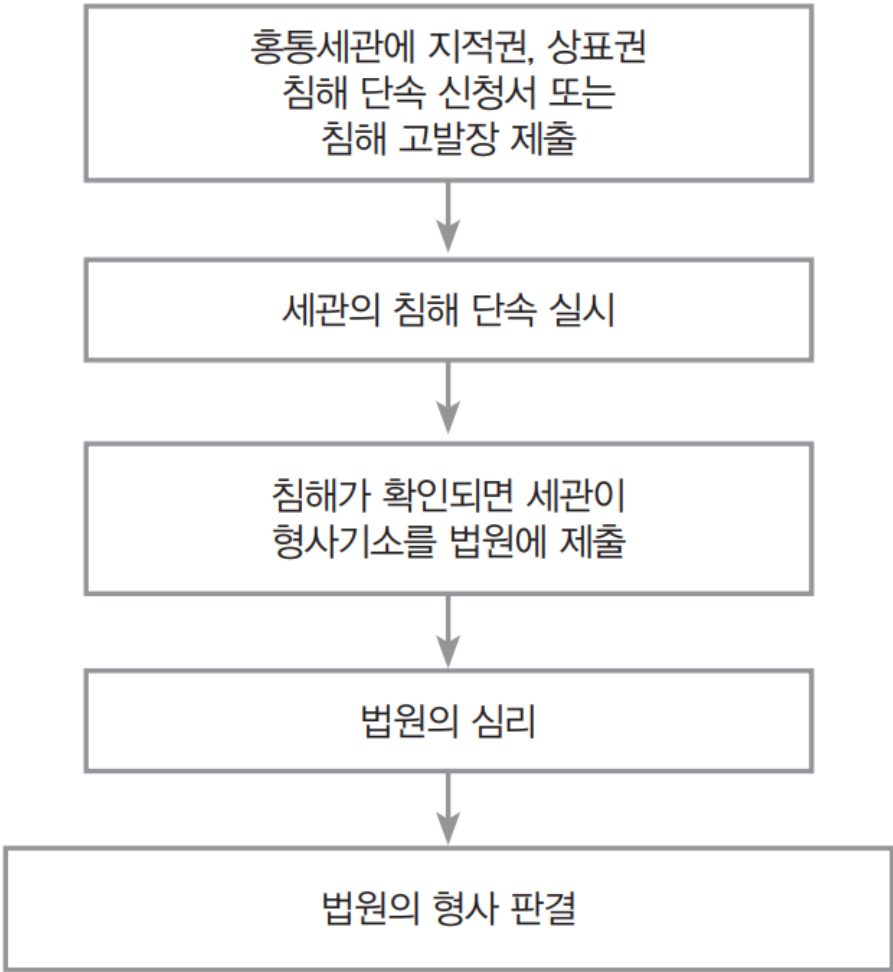 홍통세관에 지적권, 상표권
침해 단속 신청서 또는
침해 고발장 제출
세관의 침해 단속 실시
침해가 확인되면 세관이
형사기소를 법원에 제출
법원의 심리
법원의 형사 판결